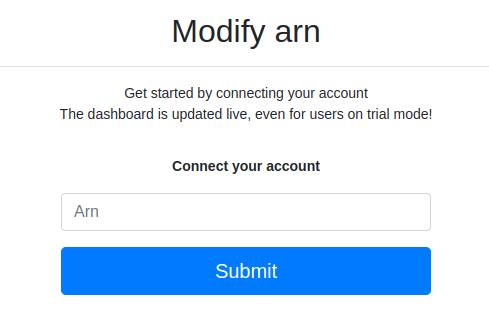 Modify arn
Get started by connecting your account
The dashboard is updated live, even for users on trial mode!
Connect your account
Arn
Submit